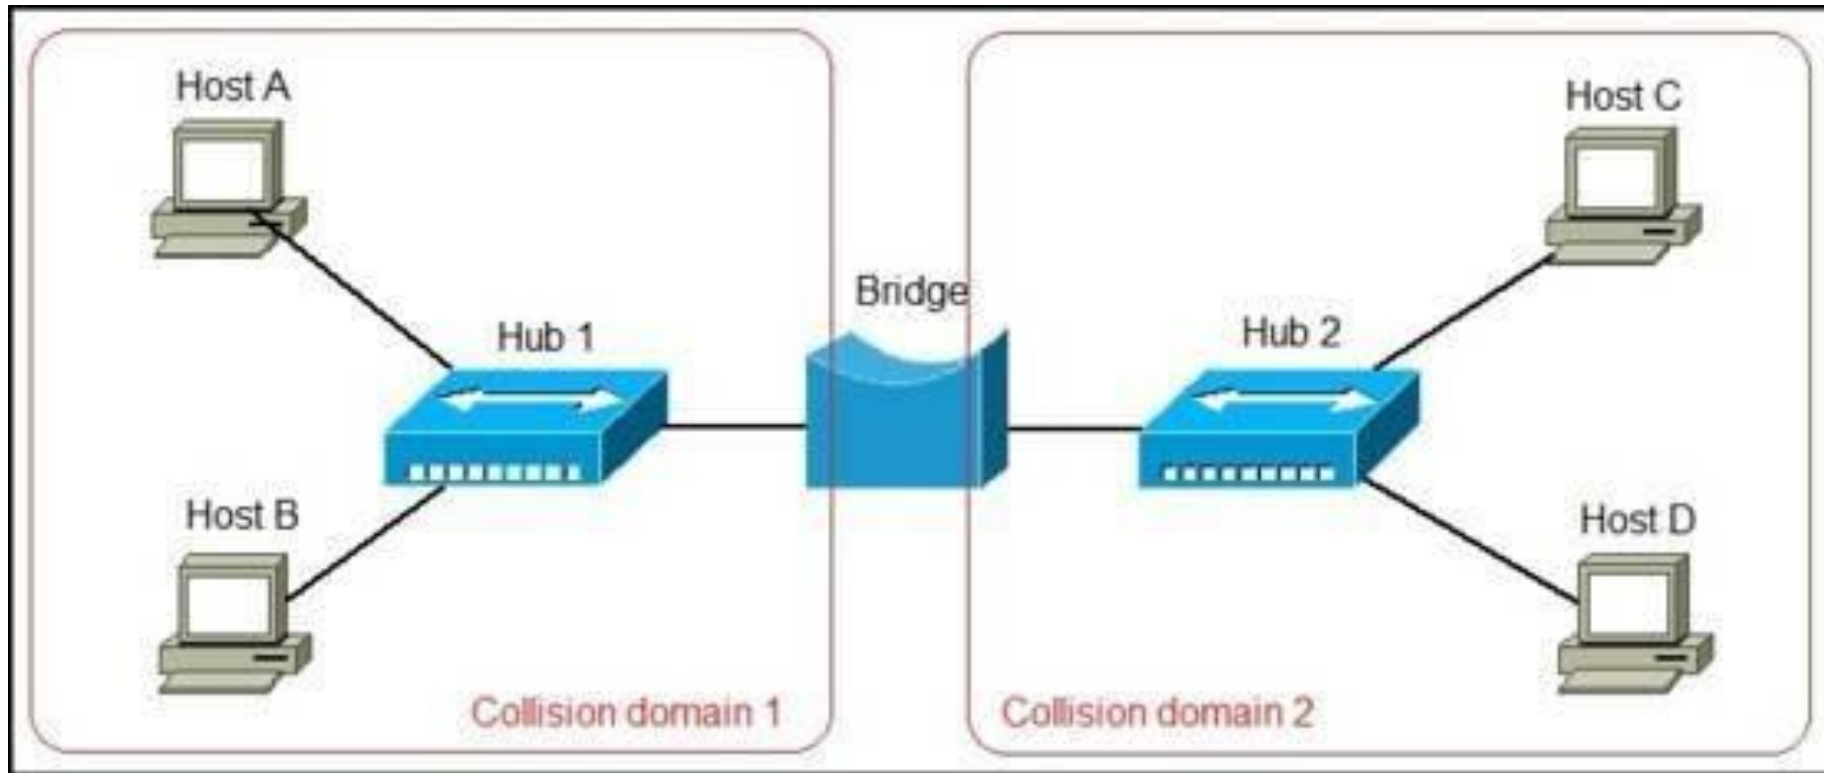 Host A
Host C
Bridge
Hub 1
Hub 2
Host B
Host D
Collision domain 1
Collision domain 2